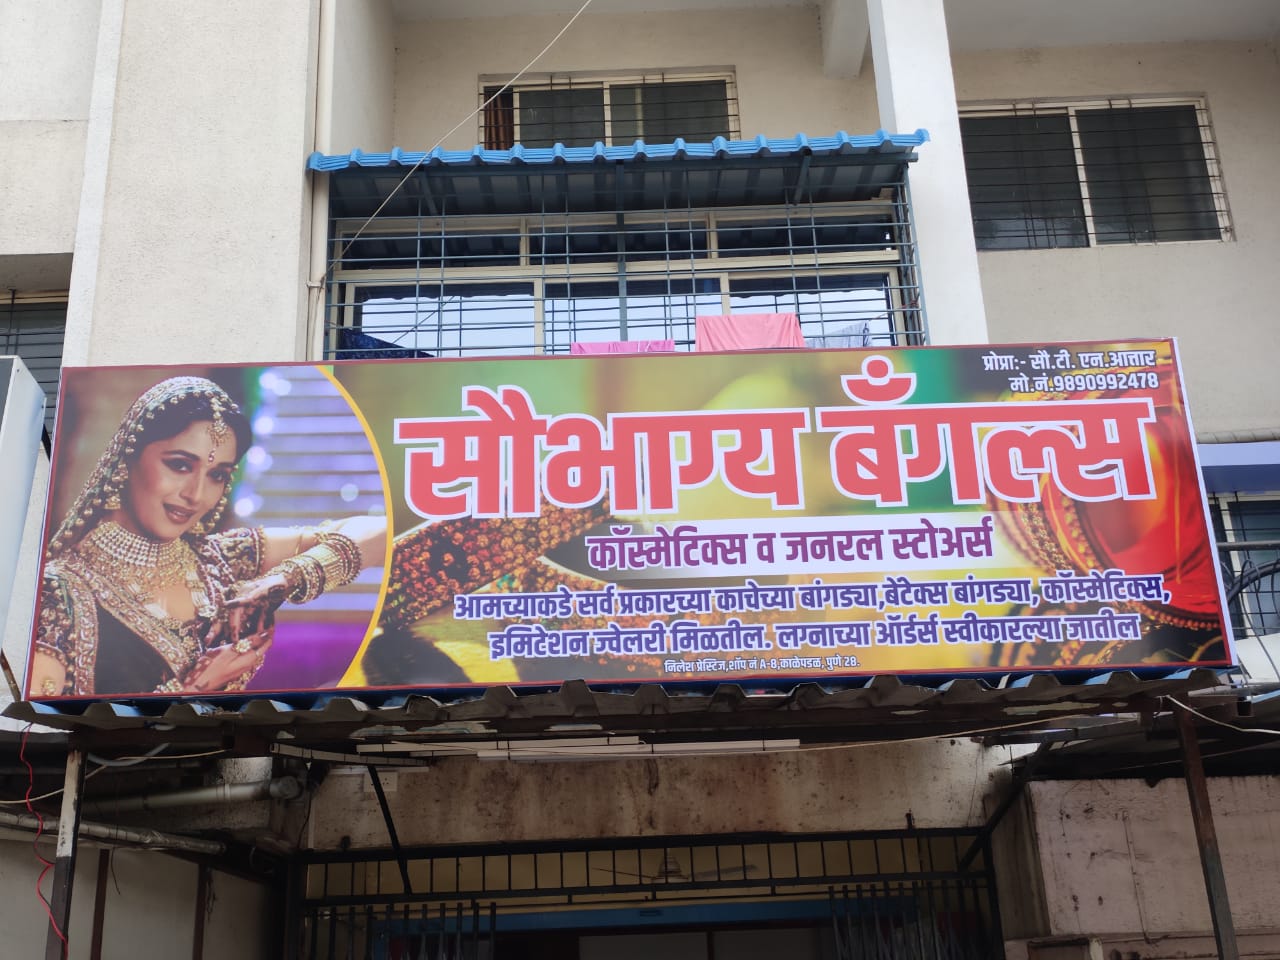 प्रोप्रा:- सौ.टी. एन.आत्तार
मो.नं.9890992478
सौभाग्य बॅंगल्स
कॉस्मेटिक्स व जनरल स्टोअर्स
आमच्याकडे सर्व प्रकारच्या काचेच्या बांगड्या,बेंटेक्स बांगड्या, कॉस्मेटिक्स,
इमिटेशन ज्वेलरी मिळतील. लग्नाच्या ऑर्डर्स स्वीकारल्या जातील
निलेश प्रेस्टिज,शॉप नं A-8,काळेपडळ, पुणे 28.